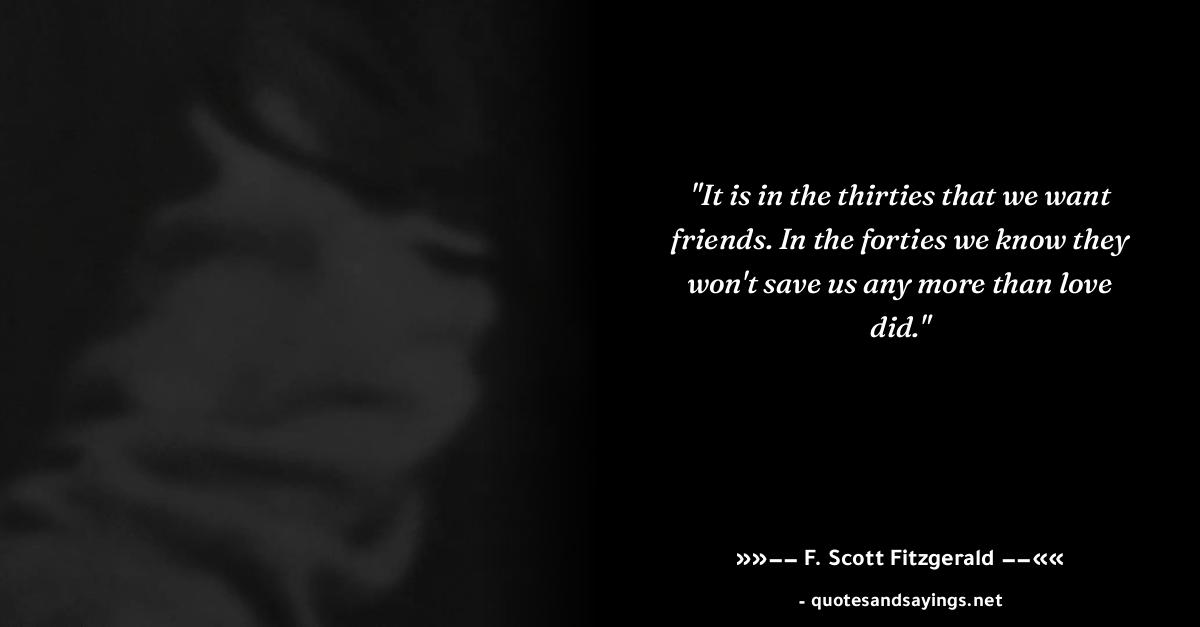 "It is in the thirties that we want
friends. In the forties we know they
won't save us any more than love
did."
»»−− F. Scott Fitzgerald −−««
- quotesandsayings.net